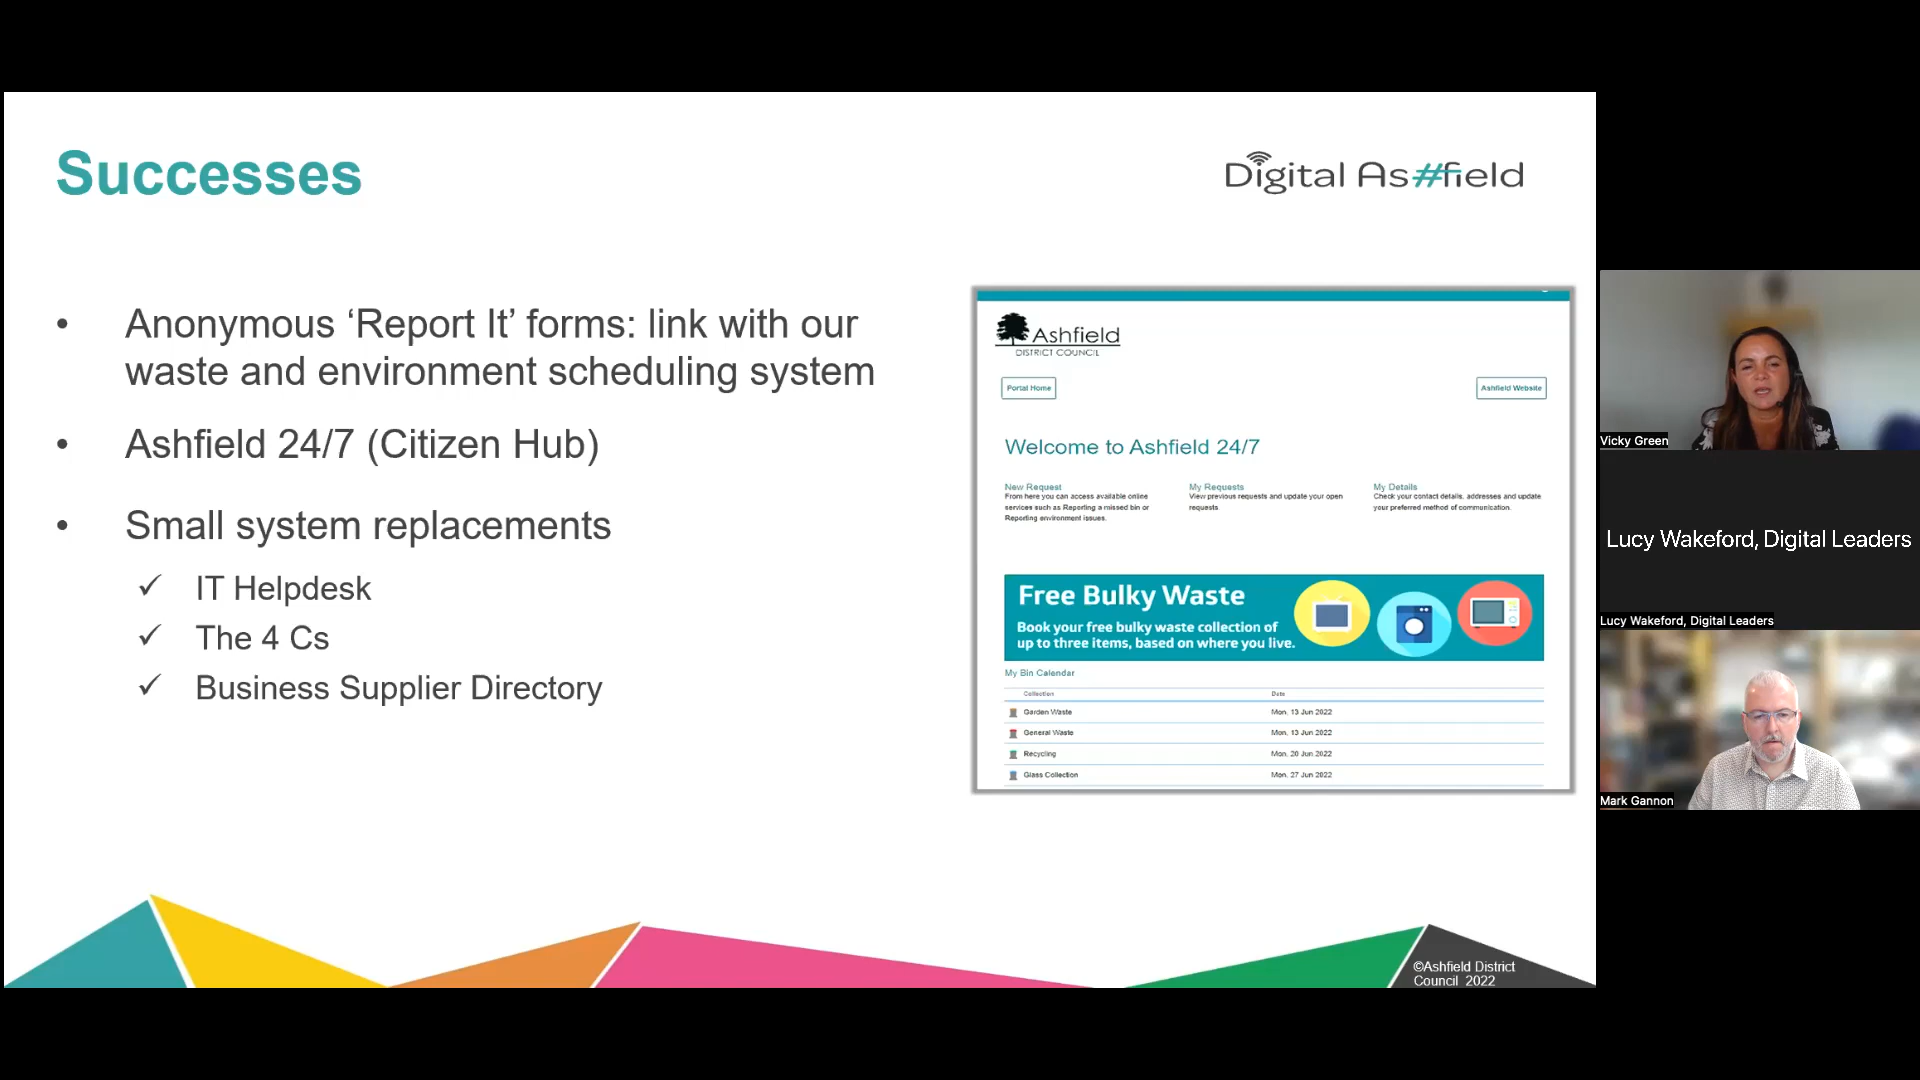 Successes
Digital As#field
• Anonymous ‘Report It’ forms: link with our
waste and environment scheduling system
• Ashfield 24/7 (Citizen Hub)
• Small system replacements
✓ IT Helpdesk
✓ The 4 Cs
✓ Business Supplier Directory
Ashfield
DISTRICT COUNCIL
Portal Home
Ashfield Website
Welcome to Ashfield 24/7
New Request
From here you can access available online
services such as Reporting a missed bin or
Reporting environment issues.
My Requests
View previous requests and update your open
requests.
My Details
Check your contact details, addresses and update
your preferred method of communication.
Free Bulky Waste
Book your free bulky waste collection of
up to three items, based on where you live.
My Bin Calendar
Collection Date
Garden Waste Mon, 13 Jun 2022
General Waste Mon, 13 Jun 2022
Recycling Mon, 20 Jun 2022
Glass Collection Mon, 27 Jun 2022
©Ashfield District
Council 2022
Vicky Green
Lucy Wakeford, Digital Leaders
Lucy Wakeford, Digital Leaders
Mark Gannon